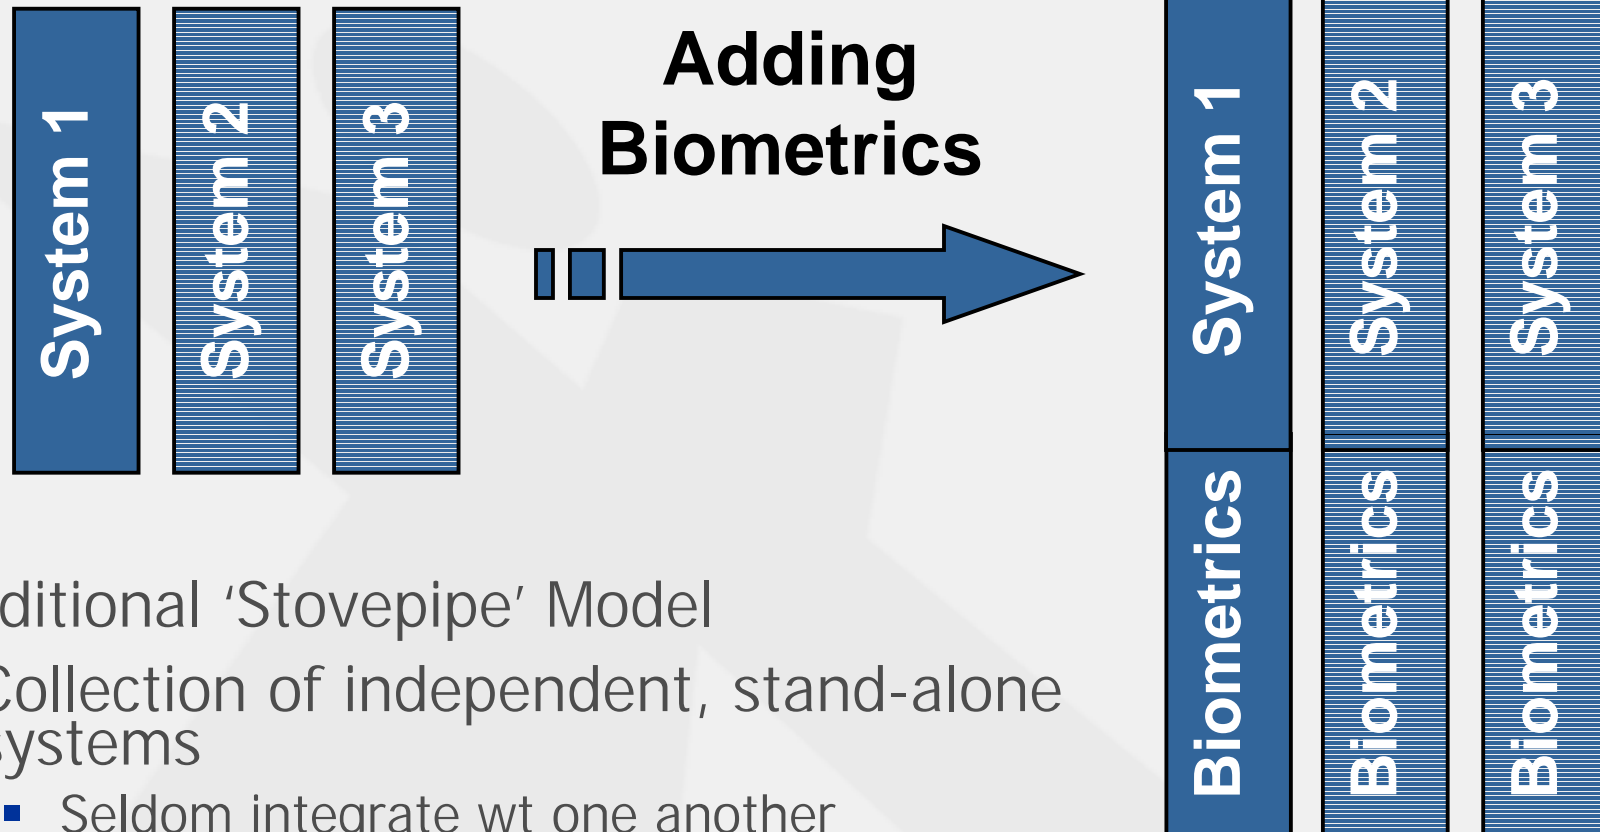 System 1
System 2
System 3
Adding
Biometrics
System 1
System 2
System 3
Biometrics
Biometrics
Biometrics
ditional ‘Stovepipe’ Model
Collection of independent, stand-alone
systems
Seldom integrate wt one another